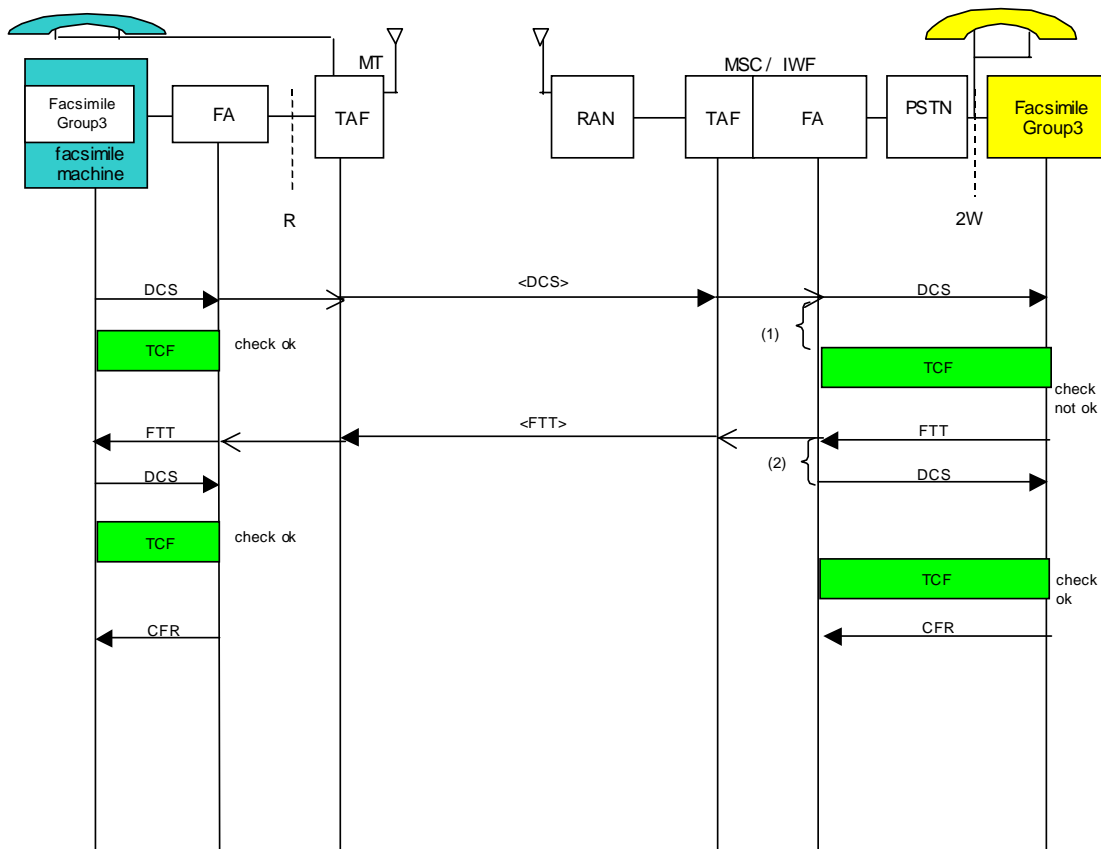 MT
MSC / IWF
Facsimile
Group3
facsimile
machine
FA
TAF
RAN
TAF
FA
PSTN
Facsimile
Group3
R
2W
DCS
<DCS>
DCS
(1)
TCF
check ok
TCF
check
not ok
FTT
<FTT>
FTT
(2)
DCS
DCS
TCF
check ok
TCF
check
ok
CFR
CFR